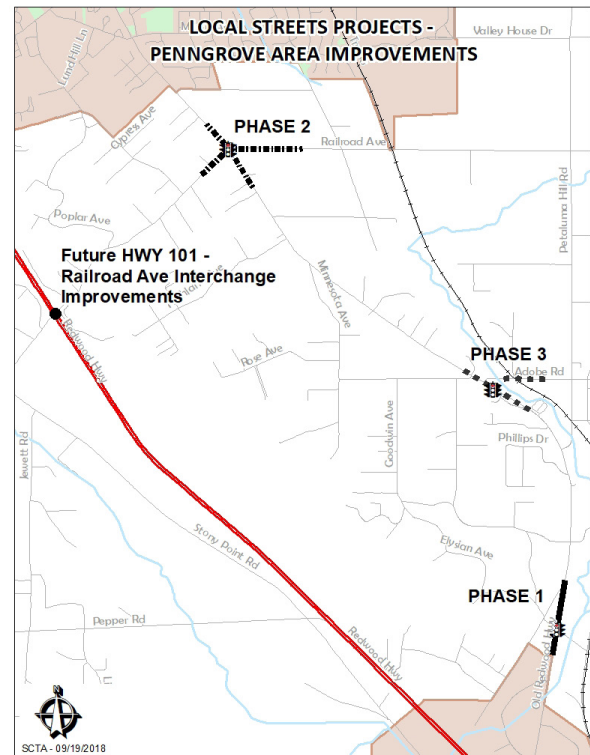 LOCAL STREETS PROJECTS -
PENNGROVE AREA IMPROVEMENTS
Valley House Dr
Lund Hill Ln
PHASE 2
Cypress Ave
Railroad Ave
Petaluma Hill Rd
Poplar Ave
Future HWY 101 -
Railroad Ave Interchange
Improvements
Minnesota Ave
Redwood Hwy
Rose Ave
PHASE 3
Adobe Rd
Goodwin Ave
Phillips Dr
Jewett Rd
Stony Point Rd
Elysian Ave
PHASE 1
Pepper Rd
Redwood Hwy
Old Redwood Hwy
SCTA - 09/19/2018